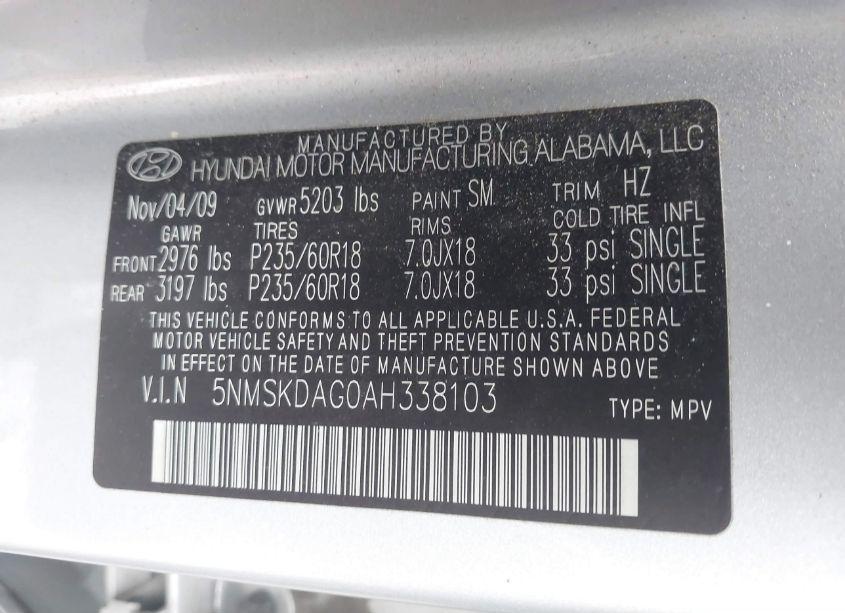 MANUFACTURED BY
HYUNDAI MOTOR MANUFACTURING ALABAMA, LLC
Nov/04/09 GVWR 5203 lbs PAINT SM TRIM HZ
GAWR TIRES RIMS COLD TIRE INFL
FRONT 2976 lbs P235/60R18 7.0JX18 33 psi SINGLE
REAR 3197 lbs P235/60R18 7.0JX18 33 psi SINGLE
THIS VEHICLE CONFORMS TO ALL APPLICABLE U.S.A. FEDERAL
MOTOR VEHICLE SAFETY AND THEFT PREVENTION STANDARDS
IN EFFECT ON THE DATE OF MANUFACTURE SHOWN ABOVE
V.I.N 5NMSKDAG0AH338103 TYPE: MPV